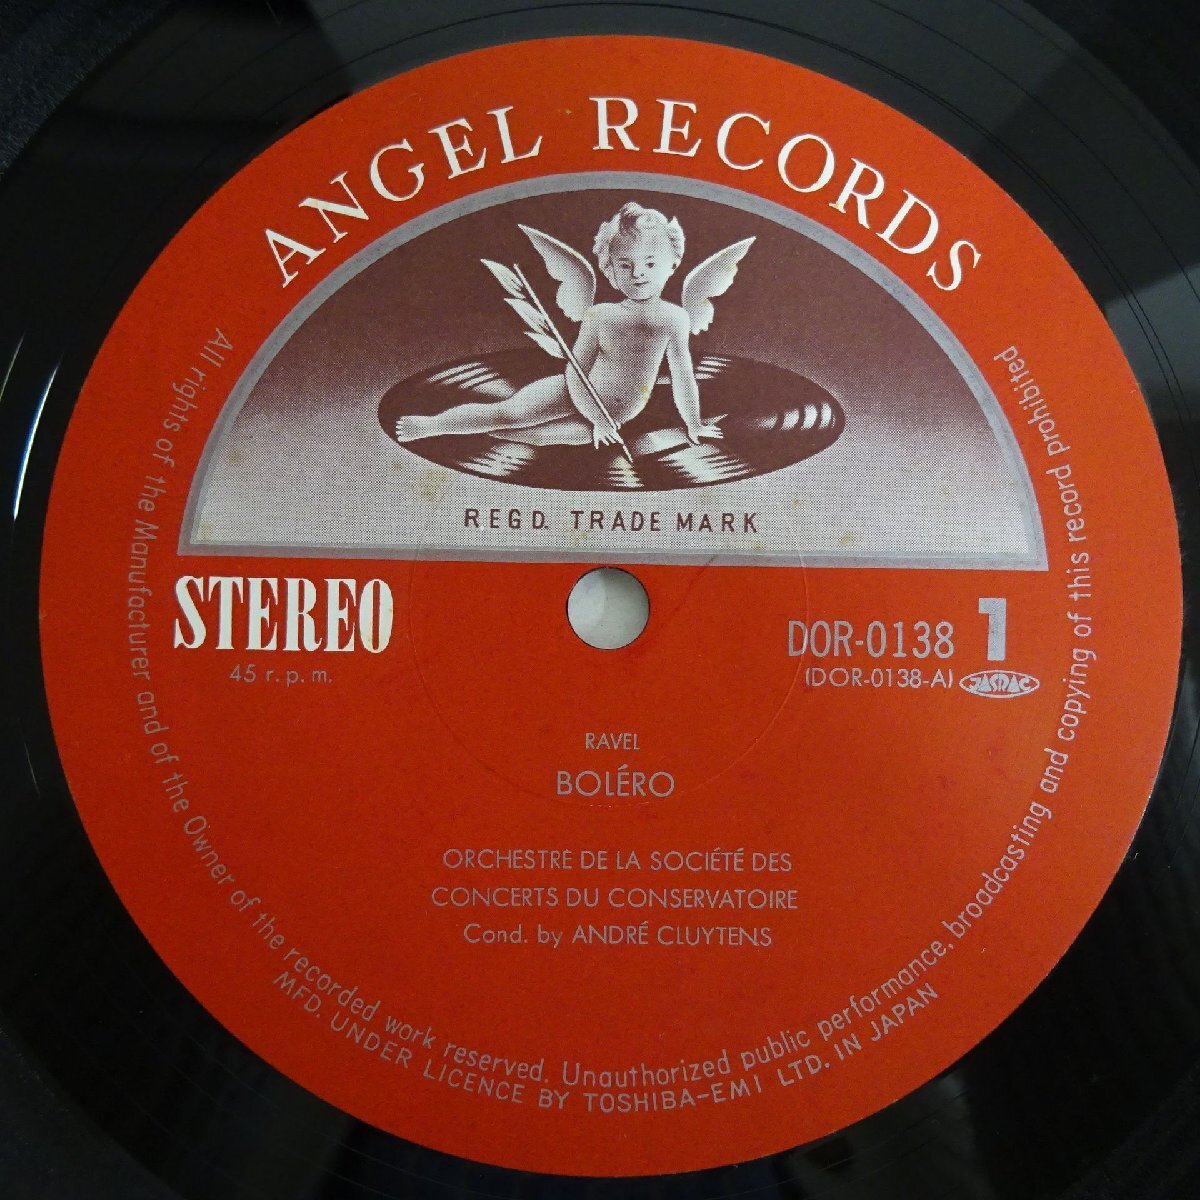 ANGEL RECORDS
REGD. TRADE MARK
STEREO
45 r.p.m.
DOR-0138 1
(DOR-0138-A) JASRAC
RAVEL
BOLÉRO
ORCHESTRE DE LA SOCIÉTÉ DES
CONCERTS DU CONSERVATOIRE
Cond. by ANDRÉ CLUYTENS
All rights of the Manufacturer and of the Owner of the recorded work reserved. Unauthorized public performance, broadcasting and copying of this record prohibited
MFD. UNDER LICENCE BY TOSHIBA-EMI LTD. IN JAPAN